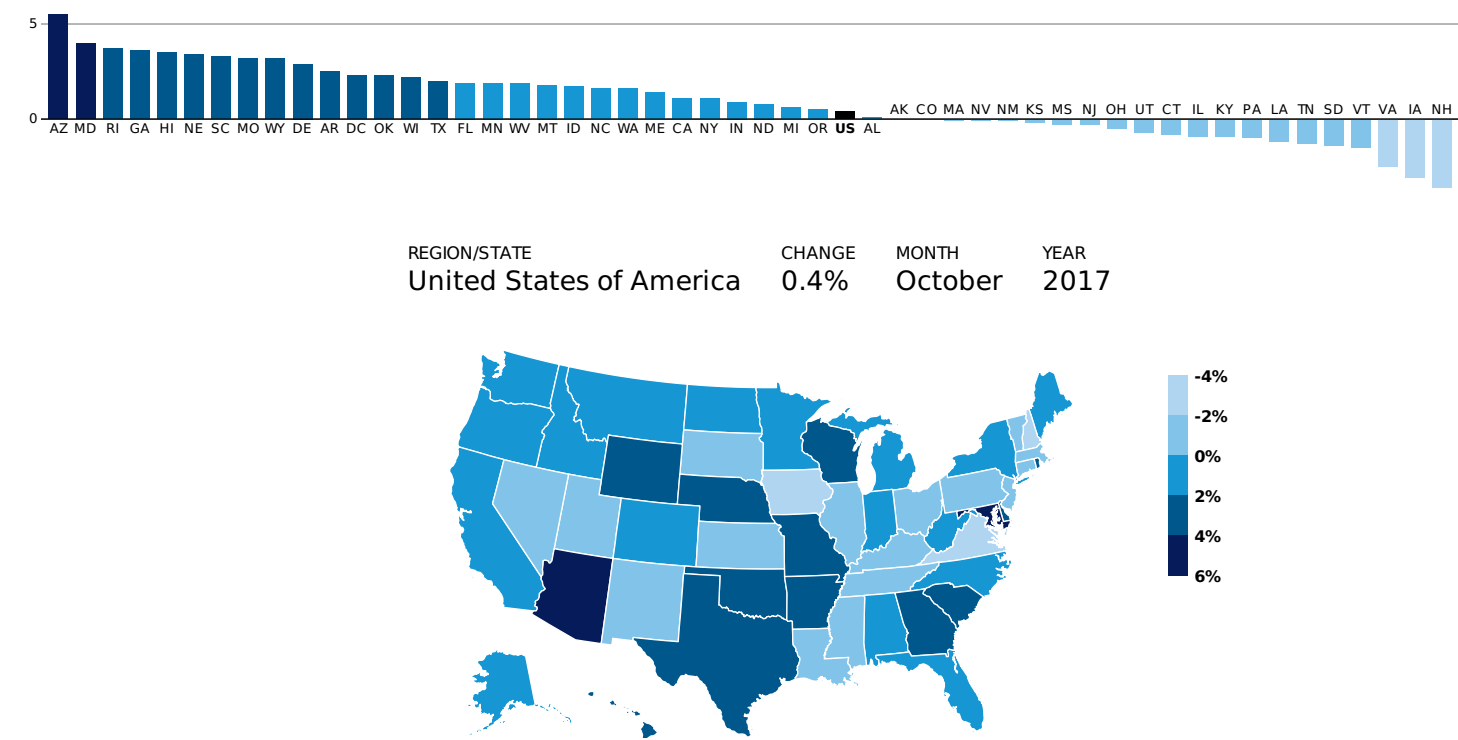 5
AK CO MA NV NM KS MS NJ OH UT CT IL KY PA LA TN SD VT VA IA NH
0
AZ MD RI GA HI NE SC MO WY DE AR DC OK WI TX FL MN WV MT ID NC WA ME CA NY IN ND MI OR US AL
REGION/STATE CHANGE MONTH YEAR
United States of America 0.4% October 2017
-4%
-2%
0%
2%
4%
6%